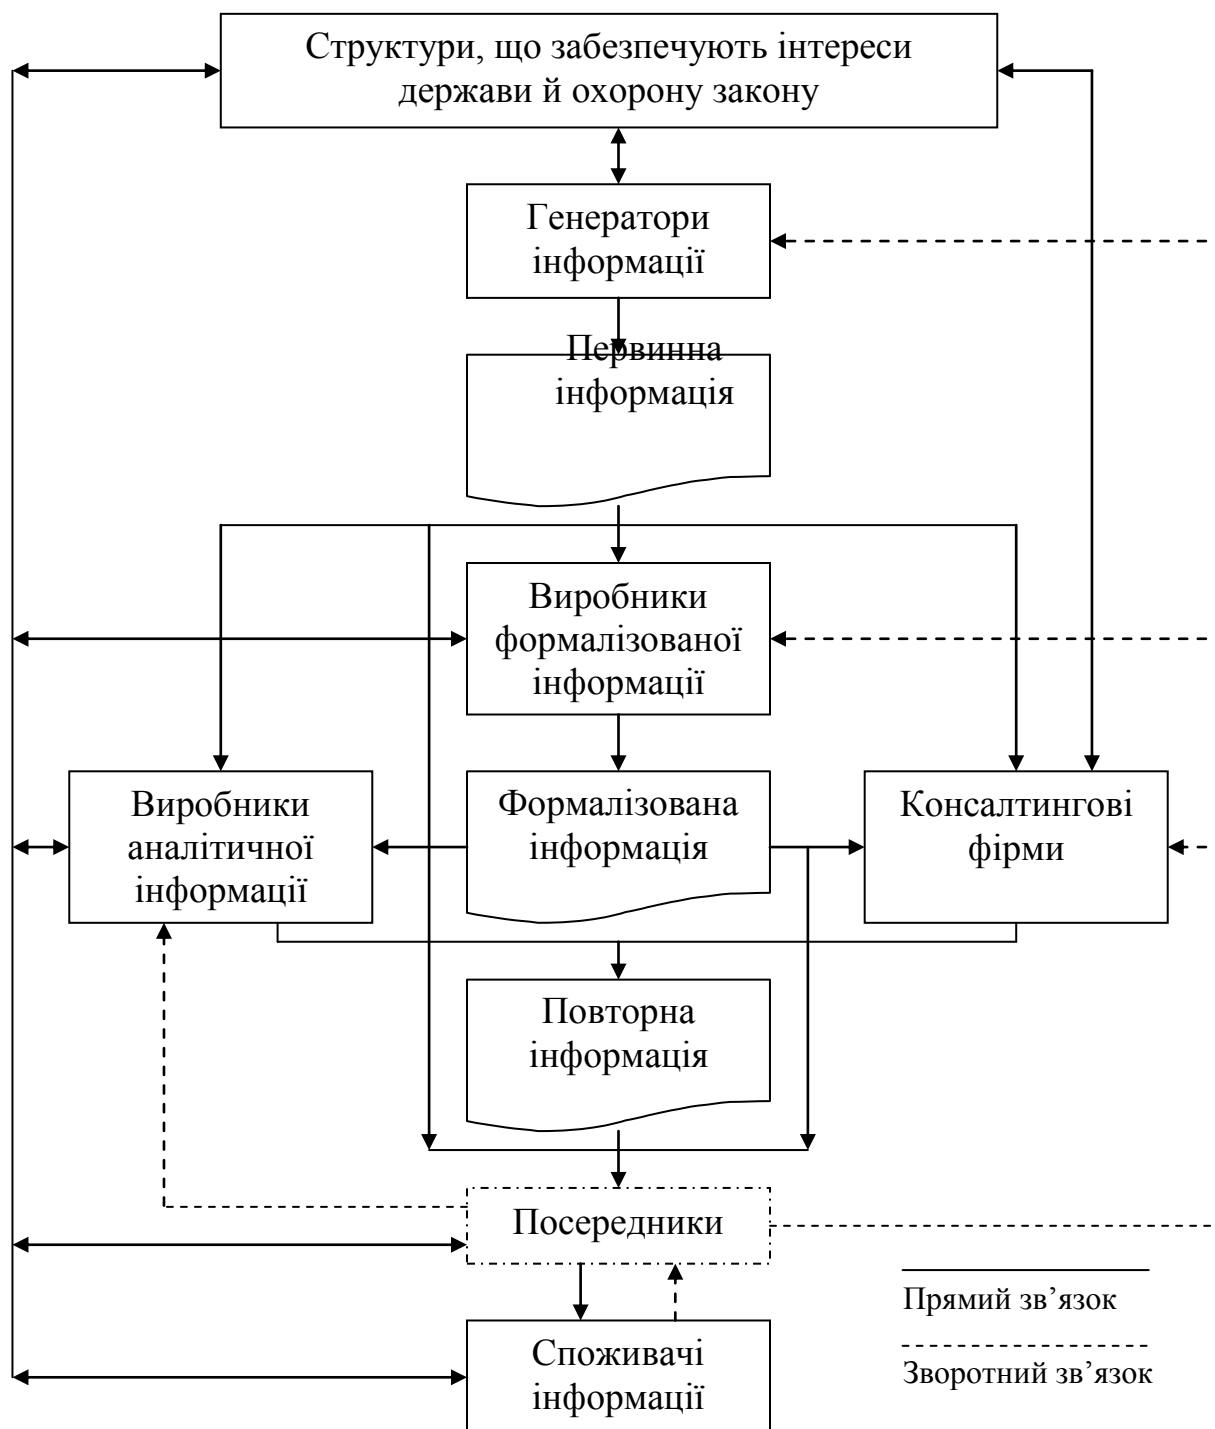 Структури, що забезпечують інтереси
держави й охорону закону
Генератори
інформації
Первинна
інформація
Виробники
формалізованої
інформації
Виробники
аналітичної
інформації
Формалізована
інформація
Консалтингові
фірми
Повторна
інформація
Посередники
Споживачі
інформації
Прямий зв’язок
Зворотний зв’язок